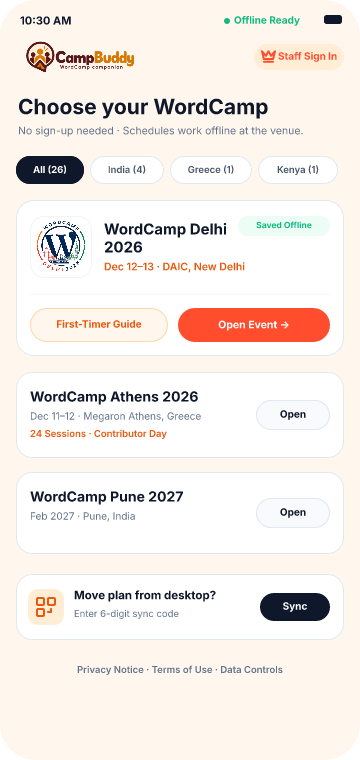 10:30 AM
Offline Ready
CampBuddy
WordCamp companion
Staff Sign In
Choose your WordCamp
No sign-up needed · Schedules work offline at the venue.
All (26)
India (4)
Greece (1)
Kenya (1)
WORDCAMP
WordCamp Delhi 2026
Saved Offline
Dec 12–13 · DAIC, New Delhi
First-Timer Guide
Open Event →
WordCamp Athens 2026
Dec 11–12 · Megaron Athens, Greece
24 Sessions · Contributor Day
Open
WordCamp Pune 2027
Feb 2027 · Pune, India
Open
Move plan from desktop?
Enter 6-digit sync code
Sync
Privacy Notice · Terms of Use · Data Controls